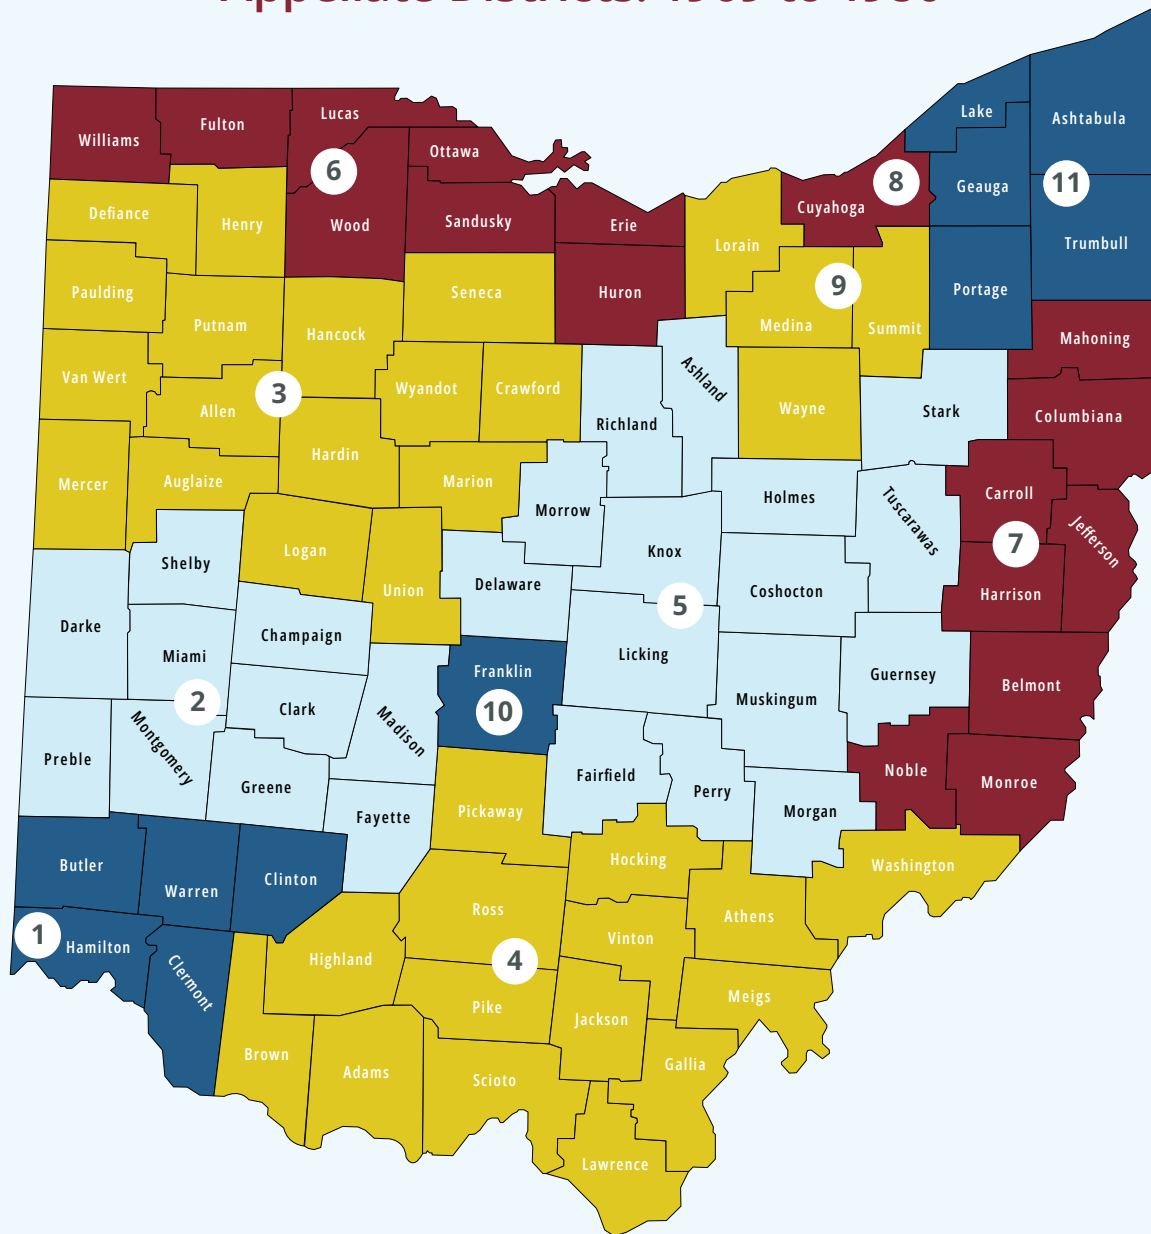 Appellate Districts: 1969 to 1980
Lake
Ashtabula
Williams
Fulton
Lucas
Ottawa
6
8
11
Geauga
Cuyahoga
Defiance
Henry
Wood
Sandusky
Erie
Lorain
Trumbull
Paulding
Seneca
Huron
9
Portage
Putnam
Hancock
Medina
Summit
Mahoning
Van Wert
3
Wyandot
Crawford
Ashland
Allen
Richland
Wayne
Stark
Columbiana
Mercer
Auglaize
Hardin
Marion
Morrow
Holmes
Tuscarawas
Carroll
Jefferson
7
Shelby
Logan
Union
Delaware
Knox
Coshocton
Harrison
5
Darke
Miami
Champaign
Franklin
10
Licking
Muskingum
Guernsey
Belmont
2
Clark
Madison
Preble
Montgomery
Greene
Fayette
Pickaway
Fairfield
Perry
Morgan
Noble
Monroe
Butler
Warren
Clinton
Hocking
Washington
1
Hamilton
Clermont
Highland
Ross
4
Vinton
Athens
Pike
Jackson
Meigs
Brown
Adams
Scioto
Gallia
Lawrence